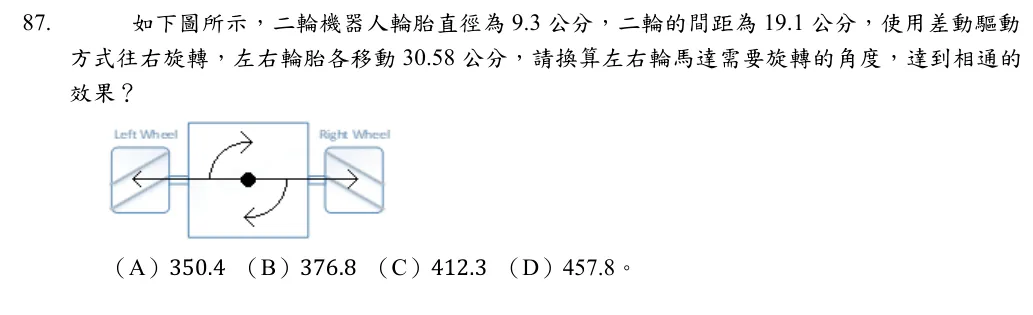 87. 如下圖所示，二輪機器人輪胎直徑為 9.3 公分，二輪的間距為 19.1 公分，使用差動驅動
方式往右旋轉，左右輪胎各移動 30.58 公分，請換算左右輪馬達需要旋轉的角度，達到相通的
效果？
Left Wheel Right Wheel
（A）350.4 （B）376.8 （C）412.3 （D）457.8。